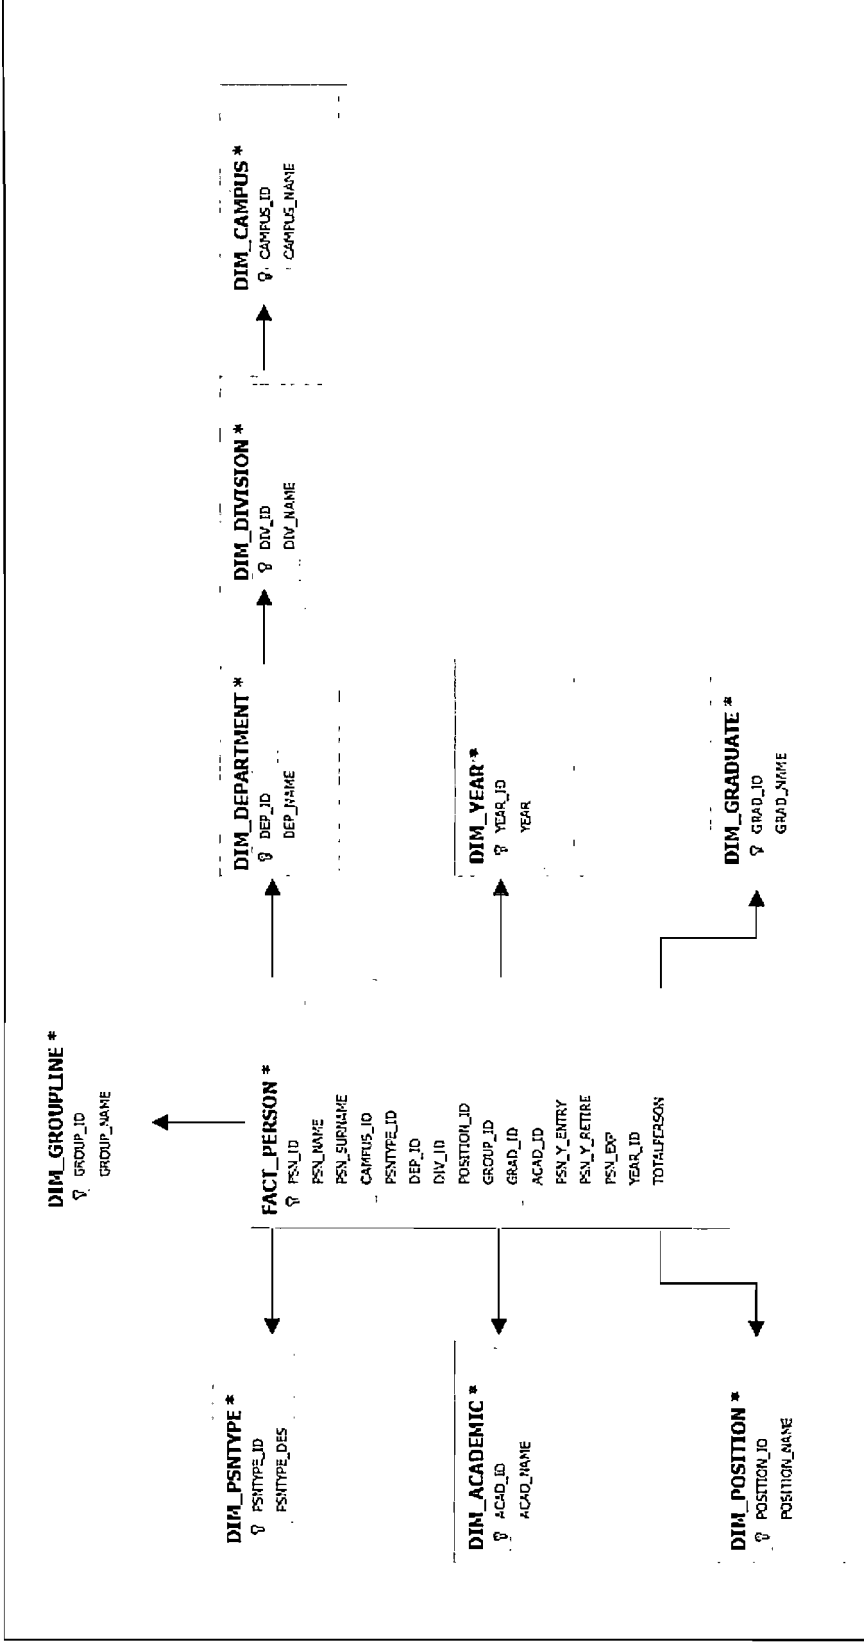 DIM_GROUPLINE *
GROUP_ID
GROUP_NAME
DIM_PSNTYPE *
PSNTYPE_ID
PSNTYPE_DES
FACT_PERSON *
PSN_ID
PSN_NAME
PSN_SURNAME
CAMPUS_ID
PSNTYPE_ID
DEP_ID
DIV_ID
POSITION_ID
GROUP_ID
GRAD_ID
ACAD_ID
PSN_Y_ENTRY
PSN_Y_RETIRE
PSN_EXP
YEAR_ID
TOTALPERSON
DIM_DEPARTMENT *
DEP_ID
DEP_NAME
DIM_DIVISION *
DIV_ID
DIV_NAME
DIM_CAMPUS *
CAMPUS_ID
CAMPUS_NAME
DIM_ACADEMIC *
ACAD_ID
ACAD_NAME
DIM_YEAR *
YEAR_ID
YEAR
DIM_POSITION *
POSITION_ID
POSITION_NAME
DIM_GRADUATE *
GRAD_ID
GRAD_NAME